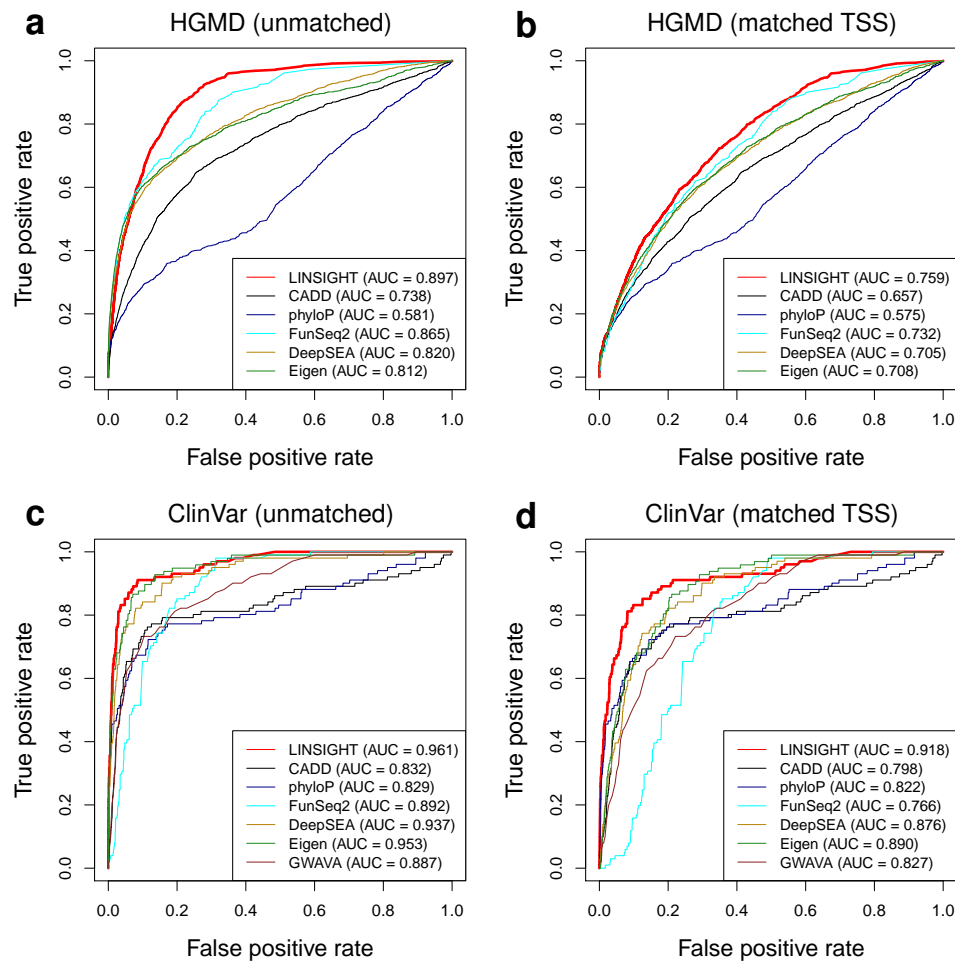 a
HGMD (unmatched)
True positive rate
1.0
0.8
0.6
0.4
0.2
0.0
LINSIGHT (AUC = 0.897)
CADD (AUC = 0.738)
phyloP (AUC = 0.581)
FunSeq2 (AUC = 0.865)
DeepSEA (AUC = 0.820)
Eigen (AUC = 0.812)
0.0 0.2 0.4 0.6 0.8 1.0
False positive rate
b
HGMD (matched TSS)
True positive rate
1.0
0.8
0.6
0.4
0.2
0.0
LINSIGHT (AUC = 0.759)
CADD (AUC = 0.657)
phyloP (AUC = 0.575)
FunSeq2 (AUC = 0.732)
DeepSEA (AUC = 0.705)
Eigen (AUC = 0.708)
0.0 0.2 0.4 0.6 0.8 1.0
False positive rate
c
ClinVar (unmatched)
True positive rate
1.0
0.8
0.6
0.4
0.2
0.0
LINSIGHT (AUC = 0.961)
CADD (AUC = 0.832)
phyloP (AUC = 0.829)
FunSeq2 (AUC = 0.892)
DeepSEA (AUC = 0.937)
Eigen (AUC = 0.953)
GWAVA (AUC = 0.887)
0.0 0.2 0.4 0.6 0.8 1.0
False positive rate
d
ClinVar (matched TSS)
True positive rate
1.0
0.8
0.6
0.4
0.2
0.0
LINSIGHT (AUC = 0.918)
CADD (AUC = 0.798)
phyloP (AUC = 0.822)
FunSeq2 (AUC = 0.766)
DeepSEA (AUC = 0.876)
Eigen (AUC = 0.890)
GWAVA (AUC = 0.827)
0.0 0.2 0.4 0.6 0.8 1.0
False positive rate